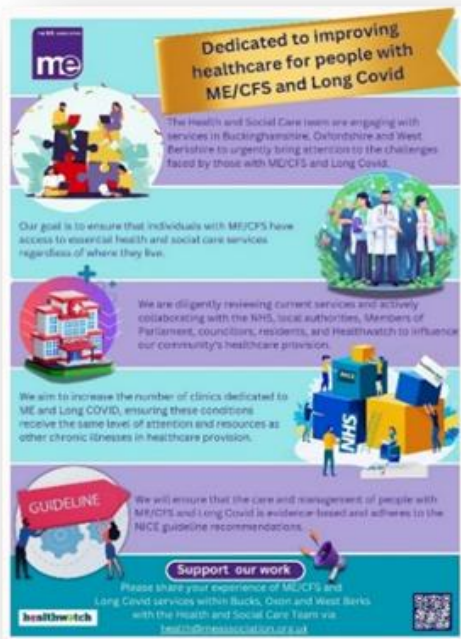 THE ME ASSOCIATION
me
Dedicated to improving
healthcare for people with
ME/CFS and Long Covid
The Health and Social Care team are engaging with
services in Buckinghamshire, Oxfordshire and West
Berkshire to urgently bring attention to the challenges
faced by those with ME/CFS and Long Covid.
Our goal is to ensure that individuals with ME/CFS have
access to essential health and social care services
regardless of where they live.
We are diligently reviewing current services and actively
collaborating with the NHS, local authorities, Members of
Parliament, councillors, residents, and Healthwatch to influence
our community's healthcare provision.
We aim to increase the number of clinics dedicated to
ME and Long COVID, ensuring these conditions
receive the same level of attention and resources as
other chronic illnesses in healthcare provision.
NICE
NHS
GUIDELINE
We will ensure that the care and management of people with
ME/CFS and Long Covid is evidence-based and adheres to the
NICE guideline recommendations.
Support our work
Please share your experience of ME/CFS and
Long Covid services within Bucks, Oxon and West Berks
with the Health and Social Care Team via
health@meassociation.org.uk
healthwatch